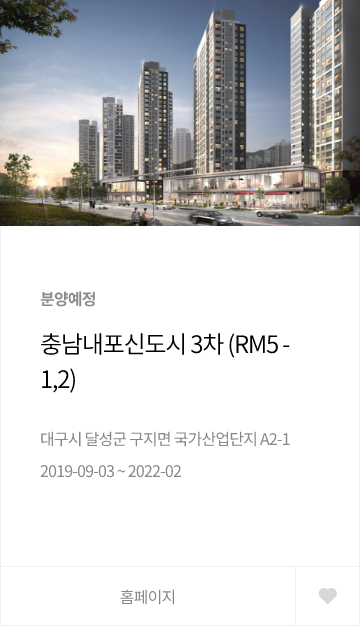 분양예정
충남내포신도시 3차 (RM5 -
1,2)
대구시 달성군 구지면 국가산업단지 A2-1
2019-09-03 ~ 2022-02
홈페이지